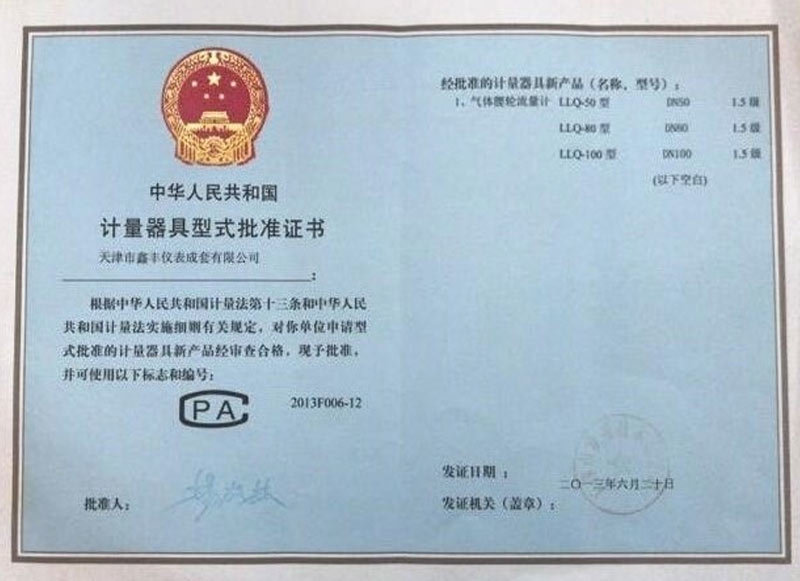 中华人民共和国
计量器具型式批准证书
天津市鑫丰仪表成套有限公司
：
根据中华人民共和国计量法第十三条和中华人民
共和国计量法实施细则有关规定，对你单位申请型
式批准的计量器具新产品经审查合格，现予批准，
并可使用以下标志和编号：
CPA 2013F006-12
批准人：
经批准的计量器具新产品（名称、型号）：
1、气体腰轮流量计 LLQ-50 型 DN50 1.5 级
LLQ-80 型 DN80 1.5 级
LLQ-100 型 DN100 1.5 级
(以下空白)
发证日期：
二〇一三年六月二十日
发证机关（盖章）：